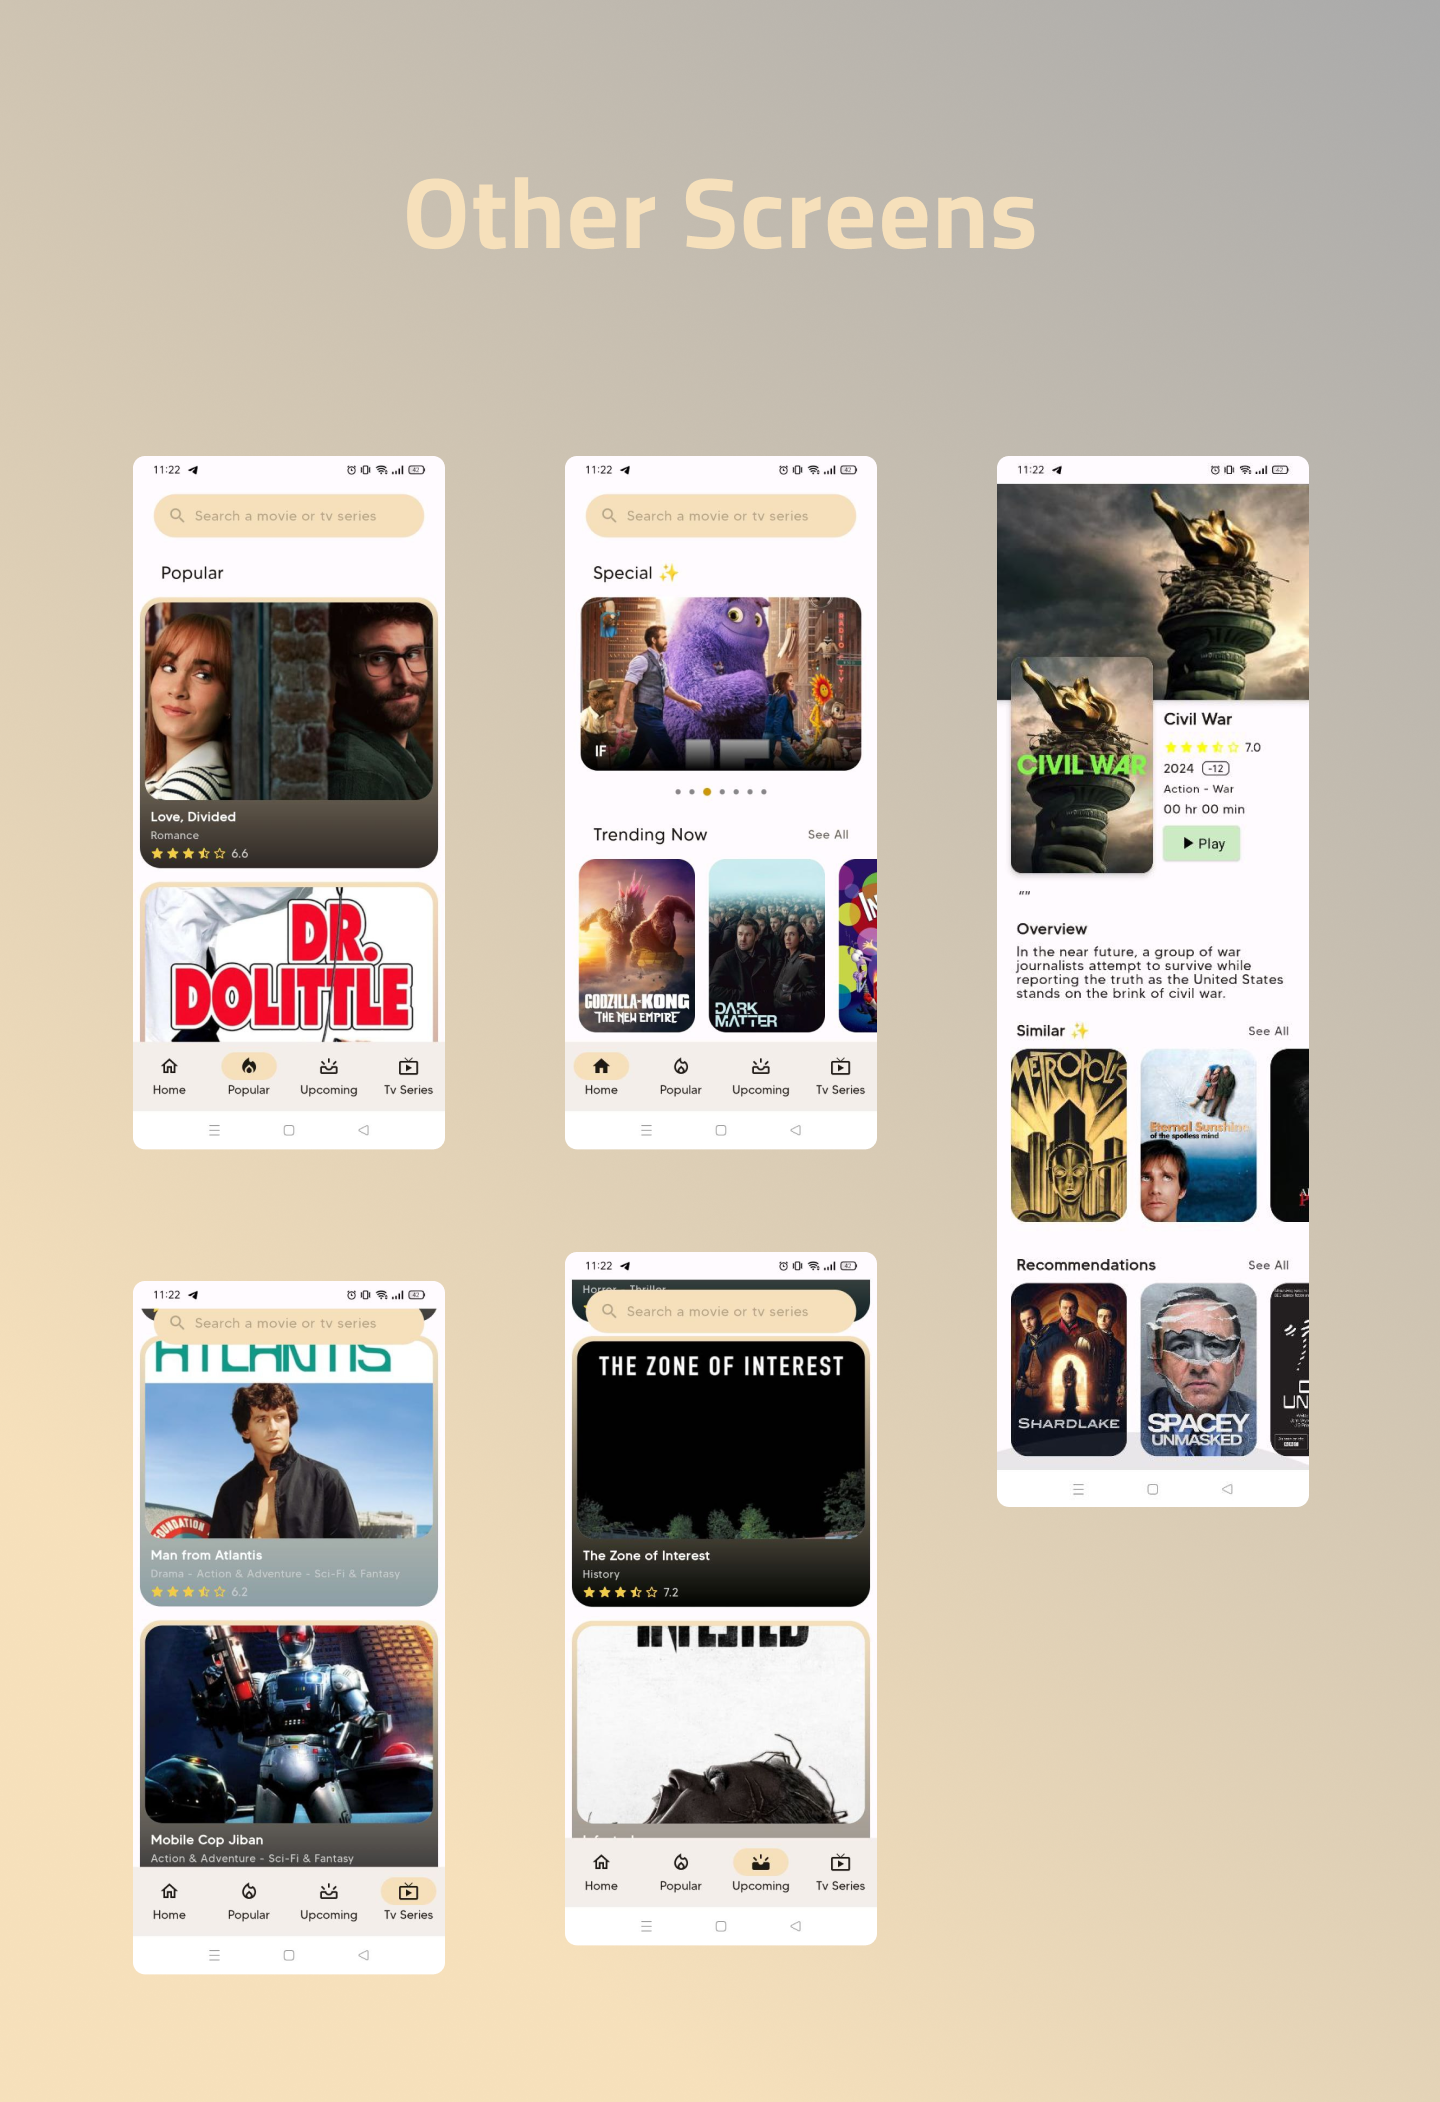 Other Screens
11:22
Search a movie or tv series
Popular
Love, Divided
Romance
6.6
DR.
DOLITTLE
Home
Popular
Upcoming
Tv Series
11:22
Search a movie or tv series
Special ✨
IF
Trending Now
See All
GODZILLA-KONG
THE NEW EMPIRE
DARK
MATTER
Home
Popular
Upcoming
Tv Series
11:22
CIVIL WAR
Civil War
7.0
2024 -12
Action - War
00 hr 00 min
Play
""
Overview
In the near future, a group of war
journalists attempt to survive while
reporting the truth as the United States
stands on the brink of civil war.
Similar ✨
See All
METROPOLIS
Eternal Sunshine
of the spotless mind
Recommendations
See All
SHARDLAKE
SPACEY
UNMASKED
11:22
Search a movie or tv series
ATLANTIS
FOUNDATION
Man from Atlantis
Drama - Action & Adventure - Sci-Fi & Fantasy
6.2
Mobile Cop Jiban
Action & Adventure - Sci-Fi & Fantasy
Home
Popular
Upcoming
Tv Series
11:22
Horror - Thriller
Search a movie or tv series
THE ZONE OF INTEREST
The Zone of Interest
History
7.2
INFESTED
Home
Popular
Upcoming
Tv Series